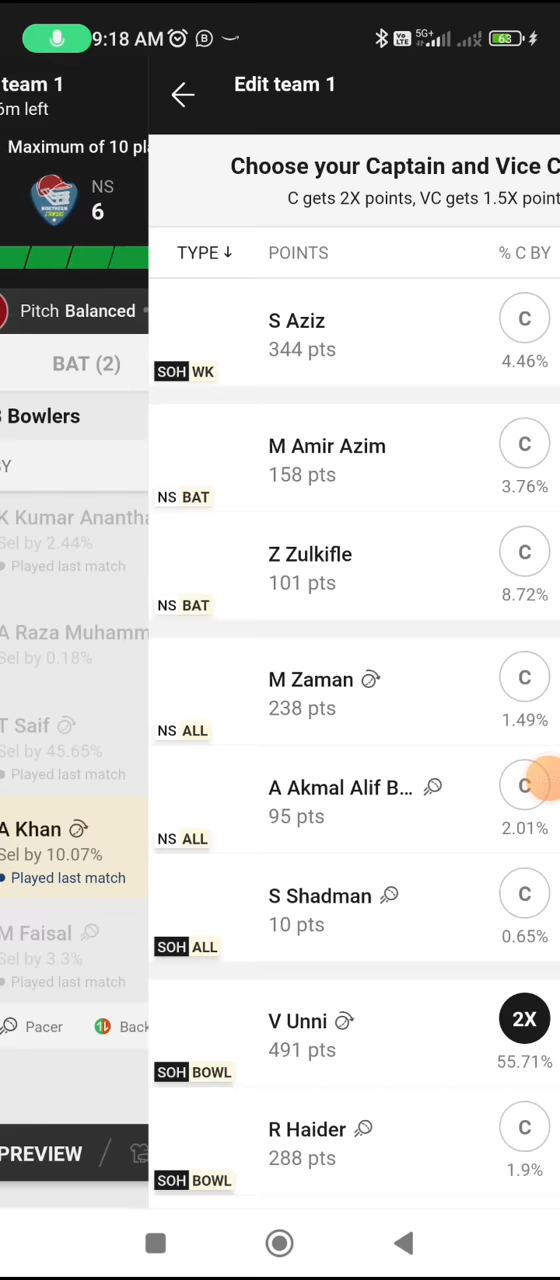 9:18 AM
B
Vo LTE
5G+
63
team 1
6m left
Maximum of 10 pl
NS
6
Pitch Balanced
BAT (2)
3 Bowlers
BY
K Kumar Anantha
Sel by 2.44%
Played last match
A Raza Muhamm
Sel by 0.18%
T Saif
Sel by 45.65%
Played last match
A Khan
Sel by 10.07%
Played last match
M Faisal
Sel by 3.3%
Played last match
Pacer
Back
PREVIEW
Edit team 1
Choose your Captain and Vice C
C gets 2X points, VC gets 1.5X point
TYPE↓ POINTS % C BY
S Aziz C
344 pts
SOH WK 4.46%
M Amir Azim C
158 pts
NS BAT 3.76%
Z Zulkifle C
101 pts
NS BAT 8.72%
M Zaman C
238 pts
NS ALL 1.49%
A Akmal Alif B... C
95 pts
NS ALL 2.01%
S Shadman C
10 pts
SOH ALL 0.65%
V Unni 2X
491 pts
SOH BOWL 55.71%
R Haider C
288 pts
SOH BOWL 1.9%